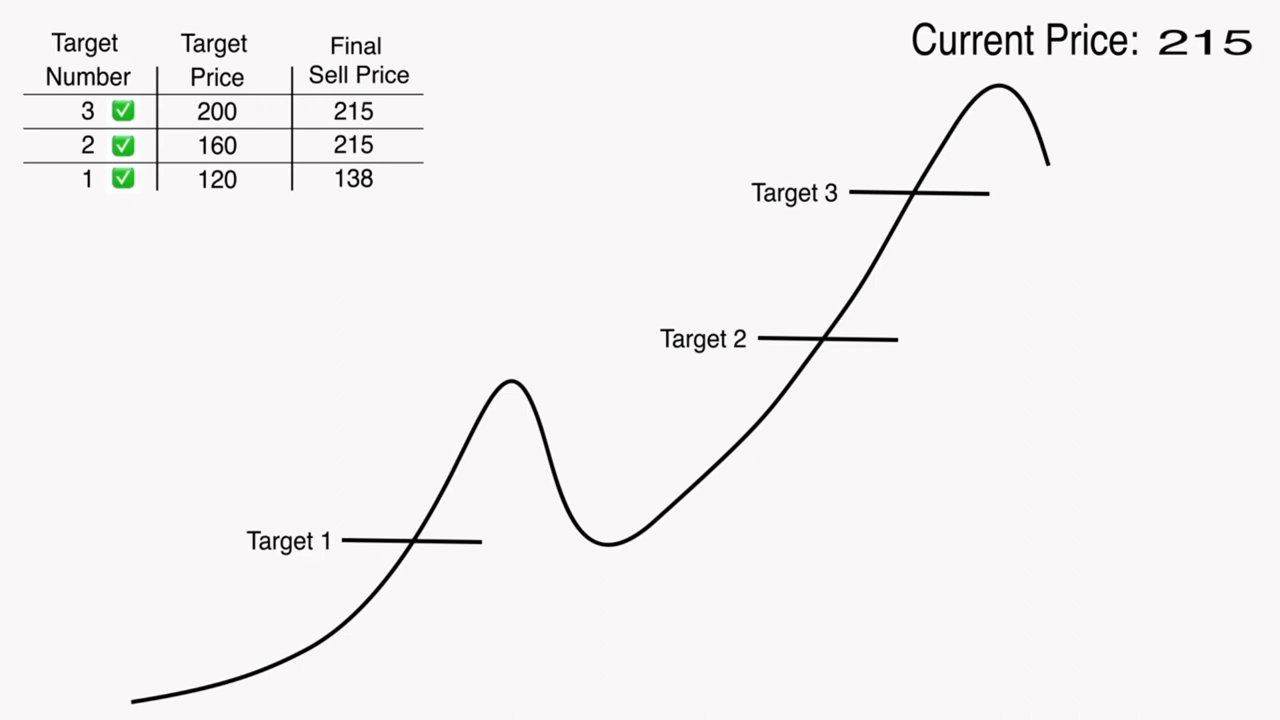 Current Price: 215
Target Number | Target Price | Final Sell Price
3 ✅ | 200 | 215
2 ✅ | 160 | 215
1 ✅ | 120 | 138
Target 3
Target 2
Target 1